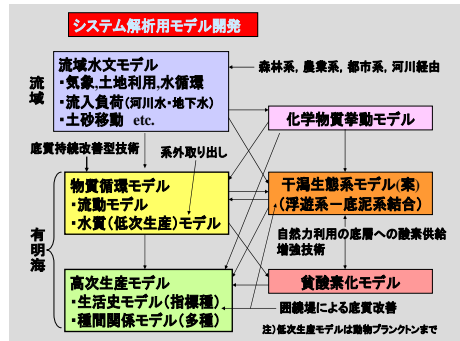 システム解析用モデル開発
流域水文モデル
・気象,土地利用,水循環
・流入負荷(河川水・地下水)
・土砂移動 etc.
流域
森林系,農業系,都市系,河川経由
化学物質挙動モデル
底質持続改善型技術
系外取り出し
物質循環モデル
・流動モデル
・水質(低次生産)モデル
干潟生態系モデル(案)
(浮遊系ー底泥系結合)
有明海
自然力利用の底層への酸素供給
増強技術
高次生産モデル
・生活史モデル(指標種)
・種間関係モデル(多種)
貧酸素化モデル
囲繞堤による底質改善
注)低次生産モデルは動物プランクトンまで